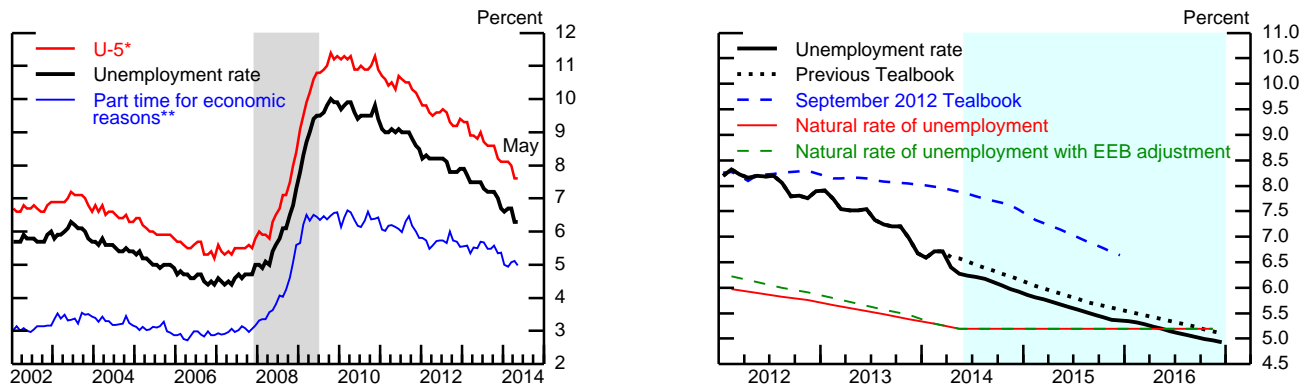 Percent
12
11
10
9
8
7
6
5
4
3
2
U-5*
Unemployment rate
Part time for economic
reasons**
May
2002 2004 2006 2008 2010 2012 2014
Percent
11.0
10.5
10.0
9.5
9.0
8.5
8.0
7.5
7.0
6.5
6.0
5.5
5.0
4.5
Unemployment rate
Previous Tealbook
September 2012 Tealbook
Natural rate of unemployment
Natural rate of unemployment with EEB adjustment
2012 2013 2014 2015 2016